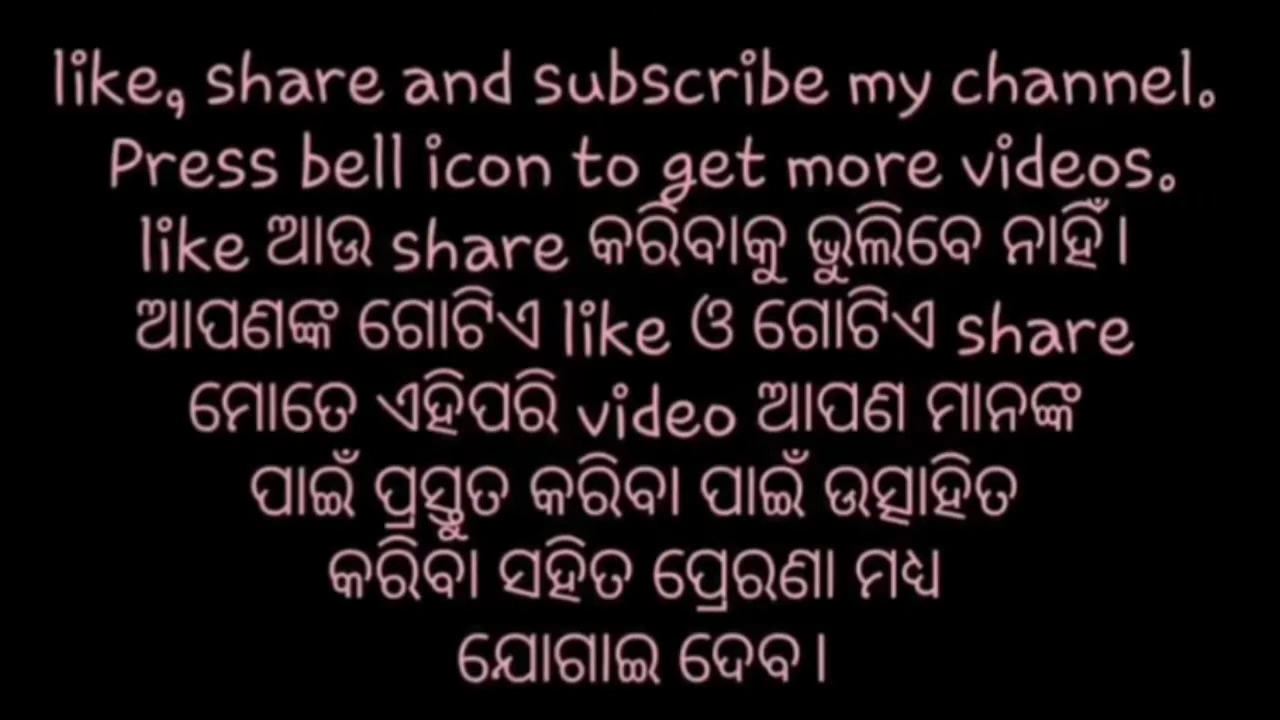 like, share and subscribe my channel.
Press bell icon to get more videos.
like ଆଉ share କରିବାକୁ ଭୁଲିବେ ନାହିଁ।
ଆପଣଙ୍କ ଗୋଟିଏ like ଓ ଗୋଟିଏ share
ମୋତେ ଏହିପରି video ଆପଣ ମାନଙ୍କ
ପାଇଁ ପ୍ରସ୍ତୁତ କରିବା ପାଇଁ ଉତ୍ସାହିତ
କରିବା ସହିତ ପ୍ରେରଣା ମଧ୍ୟ
ଯୋଗାଇ ଦେବ।